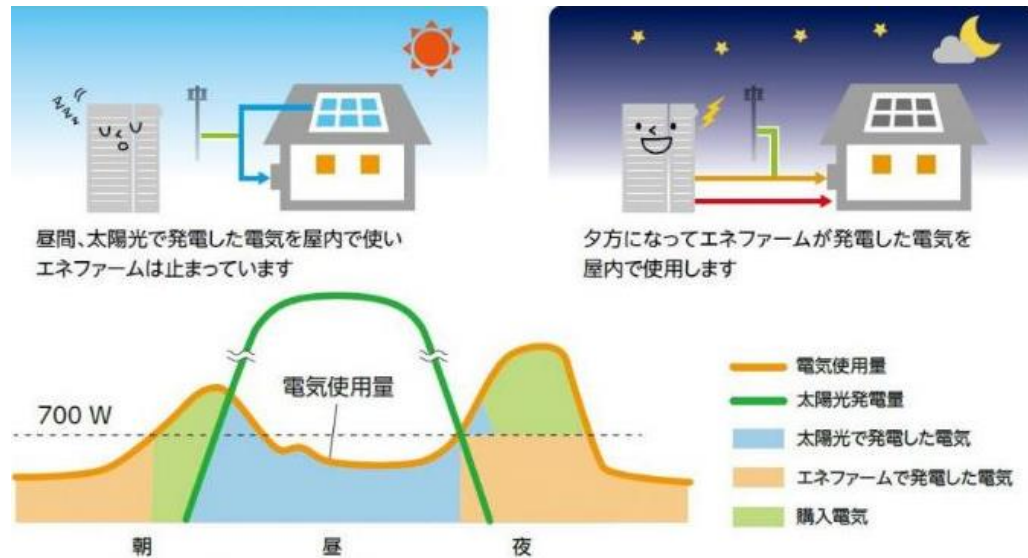 ZZZZ
昼間、太陽光で発電した電気を屋内で使い
エネファームは止まっています
夕方になってエネファームが発電した電気を
屋内で使用します
700 W
電気使用量
朝
昼
夜
電気使用量
太陽光発電量
太陽光で発電した電気
エネファームで発電した電気
購入電気